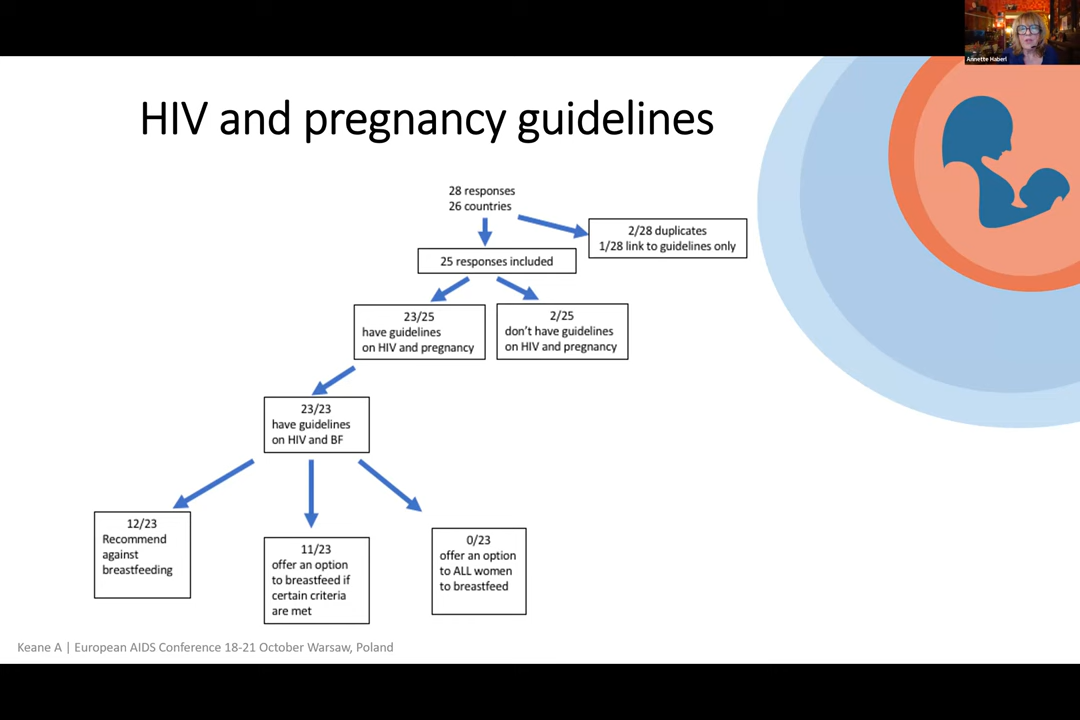 Annette Haberl
HIV and pregnancy guidelines
28 responses
26 countries
2/28 duplicates
1/28 link to guidelines only
25 responses included
23/25
have guidelines
on HIV and pregnancy
2/25
don't have guidelines
on HIV and pregnancy
23/23
have guidelines
on HIV and BF
12/23
Recommend
against
breastfeeding
11/23
offer an option
to breastfeed if
certain criteria
are met
0/23
offer an option
to ALL women
to breastfeed
Keane A | European AIDS Conference 18-21 October Warsaw, Poland